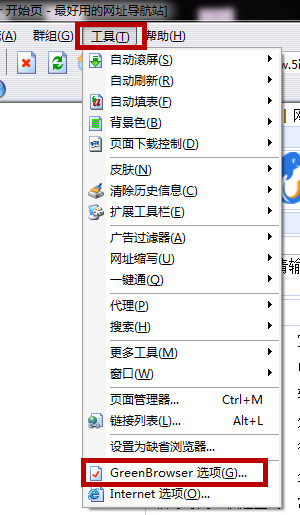 开始页 - 最好用的网址导航站]
(A) 群组(G) 工具(T) 帮助(H)
自动滚屏(S)
自动刷新(R)
自动填表(F)
背景色(B)
页面下载控制(D)
皮肤(N)
清除历史信息(C)
扩展工具栏(E)
广告过滤器(A)
网址缩写(U)
一键通(Q)
代理(P)
搜索(H)
更多工具(M)
窗口(W)
页面管理器... Ctrl+M
链接列表(L)... Alt+L
设置为缺省浏览器...
GreenBrowser 选项(G)...
Internet 选项(O)...